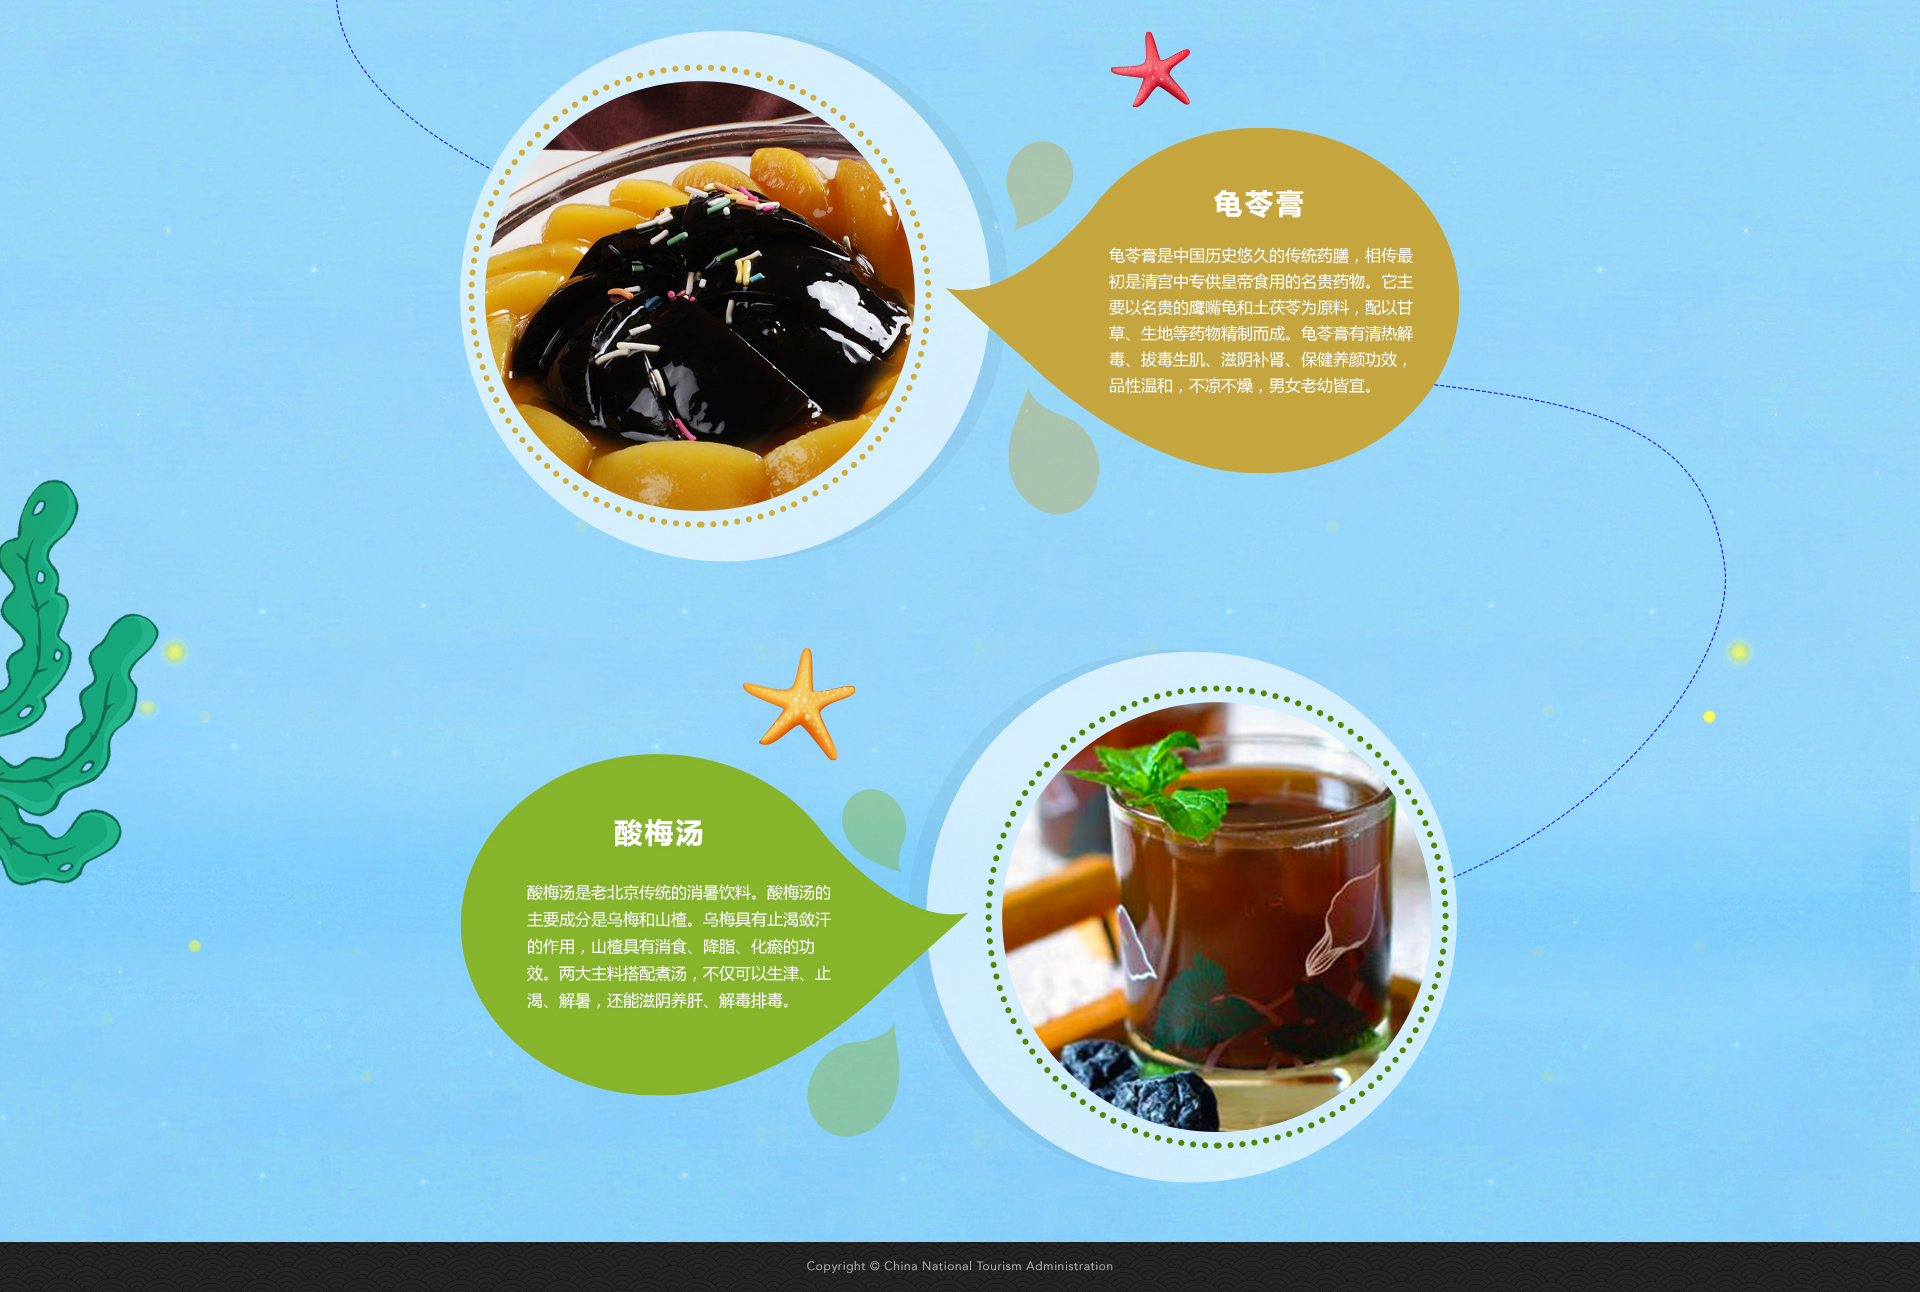 龟苓膏
龟苓膏是中国历史悠久的传统药膳，相传最
初是清宫中专供皇帝食用的名贵药物。它主
要以名贵的鹰嘴龟和土茯苓为原料，配以甘
草、生地等药物精制而成。龟苓膏有清热解
毒、拔毒生肌、滋阴补肾、保健养颜功效，
品性温和，不凉不燥，男女老幼皆宜。
酸梅汤
酸梅汤是老北京传统的消暑饮料。酸梅汤的
主要成分是乌梅和山楂。乌梅具有止渴敛汗
的作用，山楂具有消食、降脂、化瘀的功
效。两大主料搭配煮汤，不仅可以生津、止
渴、解暑，还能滋阴养肝、解毒排毒。
Copyright © China National Tourism Administration